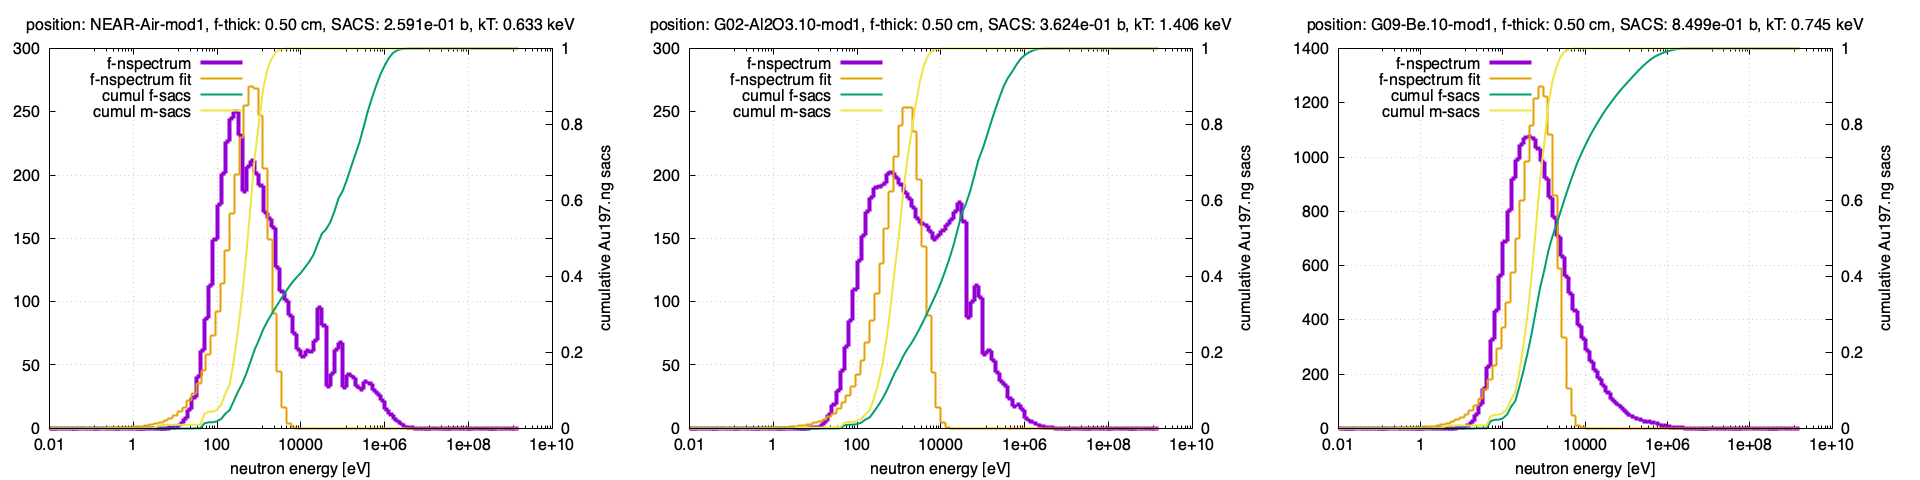 position: NEAR-Air-mod1, f-thick: 0.50 cm, SACS: 2.591e-01 b, kT: 0.633 keV
300
250
200
150
100
50
0
f-nspectrum
f-nspectrum fit
cumul f-sacs
cumul m-sacs
1
0.8
0.6
0.4
0.2
0
cumulative Au197.ng sacs
0.01 1 100 10000 1e+06 1e+08 1e+10
neutron energy [eV]
position: G02-Al2O3.10-mod1, f-thick: 0.50 cm, SACS: 3.624e-01 b, kT: 1.406 keV
300
250
200
150
100
50
0
f-nspectrum
f-nspectrum fit
cumul f-sacs
cumul m-sacs
1
0.8
0.6
0.4
0.2
0
cumulative Au197.ng sacs
0.01 1 100 10000 1e+06 1e+08 1e+10
neutron energy [eV]
position: G09-Be.10-mod1, f-thick: 0.50 cm, SACS: 8.499e-01 b, kT: 0.745 keV
1400
1200
1000
800
600
400
200
0
f-nspectrum
f-nspectrum fit
cumul f-sacs
cumul m-sacs
1
0.8
0.6
0.4
0.2
0
cumulative Au197.ng sacs
0.01 1 100 10000 1e+06 1e+08 1e+10
neutron energy [eV]